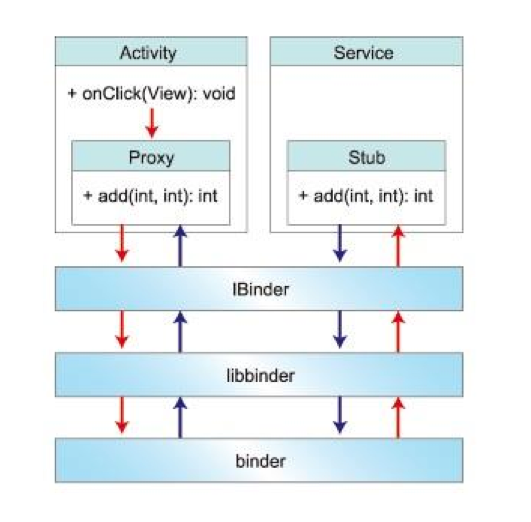 Activity
+ onClick(View): void
Proxy
+ add(int, int): int
Service
Stub
+ add(int, int): int
IBinder
libbinder
binder